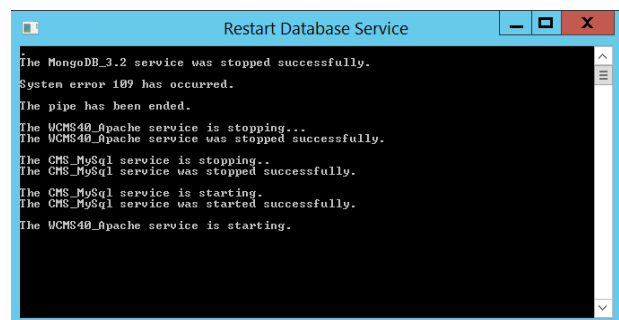 Restart Database Service
.
The MongoDB_3.2 service was stopped successfully.
System error 109 has occurred.
The pipe has been ended.
The WCMS40_Apache service is stopping...
The WCMS40_Apache service was stopped successfully.
The CMS_MySql service is stopping..
The CMS_MySql service was stopped successfully.
The CMS_MySql service is starting.
The CMS_MySql service was started successfully.
The WCMS40_Apache service is starting.